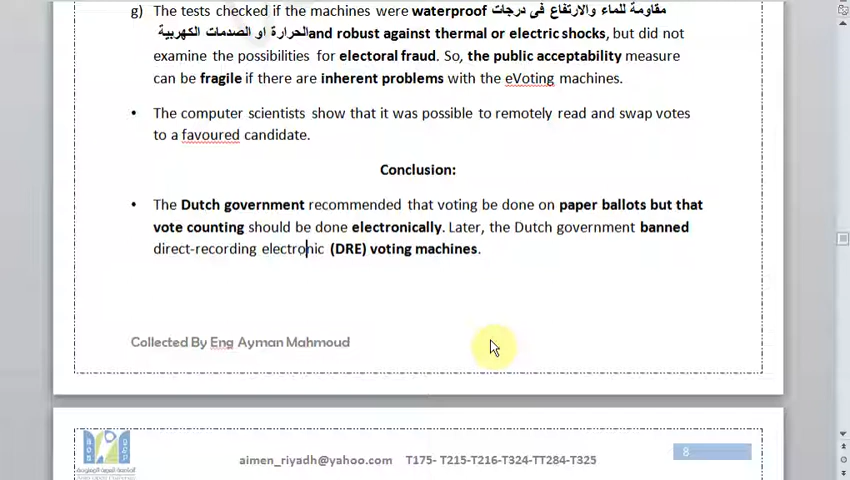 g) The tests checked if the machines were waterproof مقاومة للماء والارتفاع فى درجات
الحرارة او الصدمات الكهربية and robust against thermal or electric shocks, but did not
examine the possibilities for electoral fraud. So, the public acceptability measure
can be fragile if there are inherent problems with the eVoting machines.
• The computer scientists show that it was possible to remotely read and swap votes
to a favoured candidate.
Conclusion:
• The Dutch government recommended that voting be done on paper ballots but that
vote counting should be done electronically. Later, the Dutch government banned
direct-recording electronic (DRE) voting machines.
Collected By Eng Ayman Mahmoud
aimen_riyadh@yahoo.com T175- T215-T216-T324-TT284-T325
8